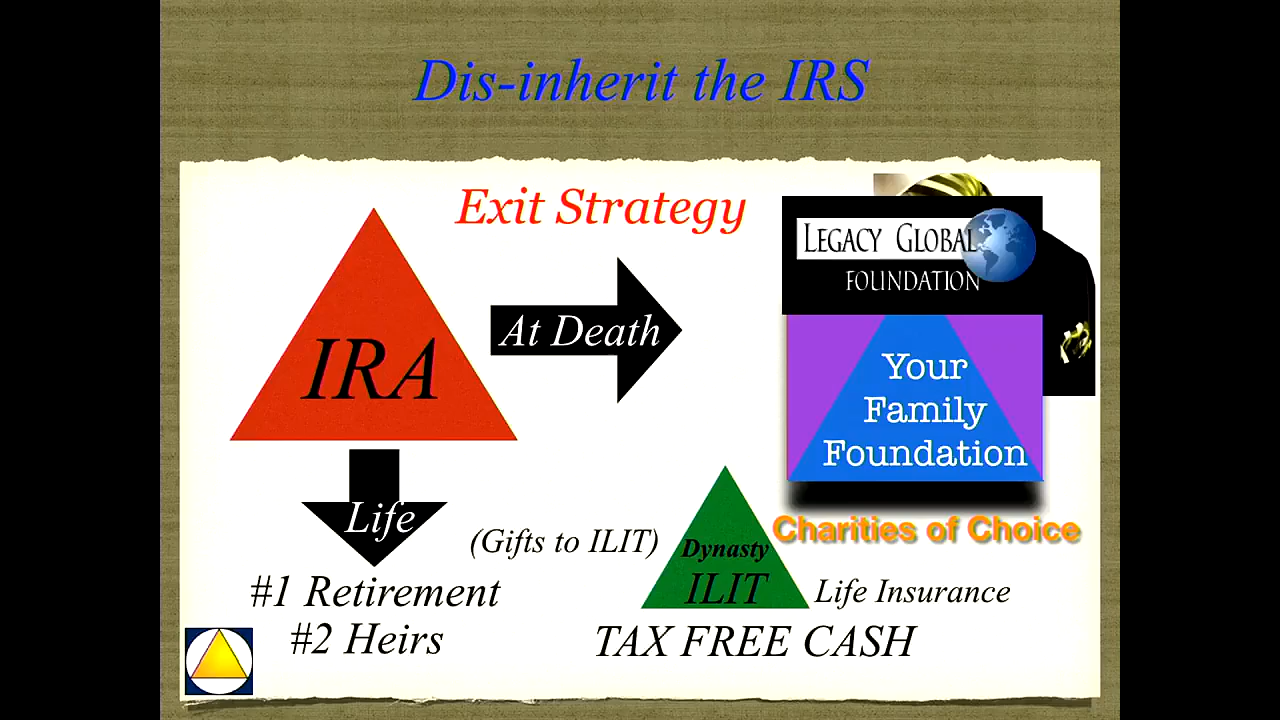 Dis-inherit the IRS
Exit Strategy
LEGACY GLOBAL
FOUNDATION
IRA
At Death
Your
Family
Foundation
Life
(Gifts to ILIT)
Dynasty
ILIT
Charities of Choice
Life Insurance
#1 Retirement
#2 Heirs
TAX FREE CASH